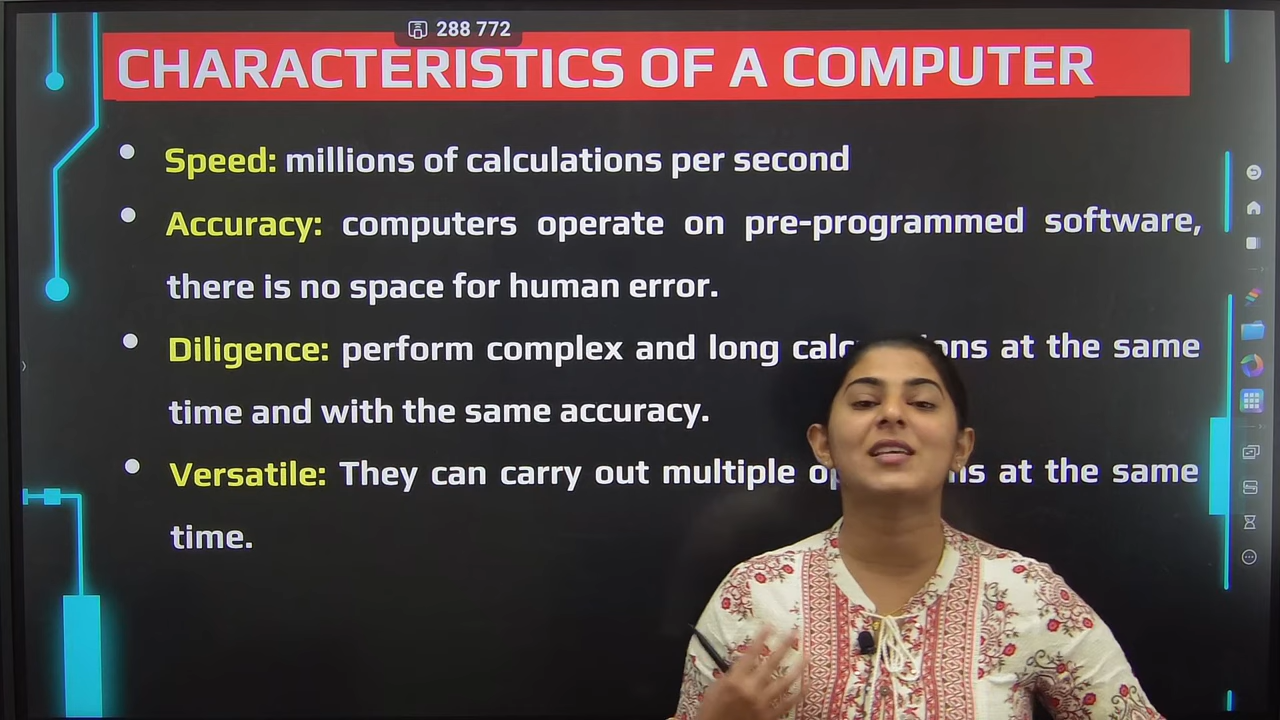 288 772
CHARACTERISTICS OF A COMPUTER
• Speed: millions of calculations per second
• Accuracy: computers operate on pre-programmed software,
there is no space for human error.
• Diligence: perform complex and long at the same
time and with the same accuracy.
• Versatile: They can carry out multiple at the same
time.